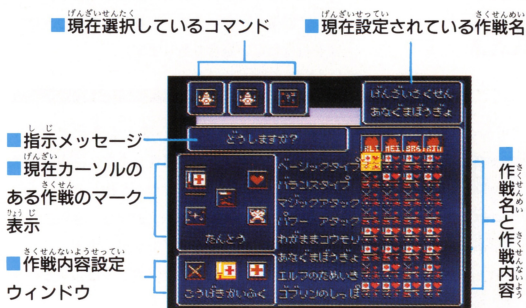 ■現在選択しているコマンド
げんざいせんたく
■現在設定されている作戦名
げんざいせってい
さくせんめい
げんざいさくせん
あなぐまぼうぎょ
■指示メッセージ
しじ
どうしますか?
■現在カーソルの
げんざい
ある作戦のマーク
さくせん
表示
ひょうじ
ベーシックタイプ
バランスタイプ
マジックアタック
パワー アタック
わがままコウモリ
あなぐまぼうぎょ
エルフのためいき
ゴブリンのしっぽ
たんとう
■作戦内容設定
さくせんないようせってい
ウィンドウ
こうげきかいふく
■作戦名と作戦内容
さくせんめい
さくせんないよう